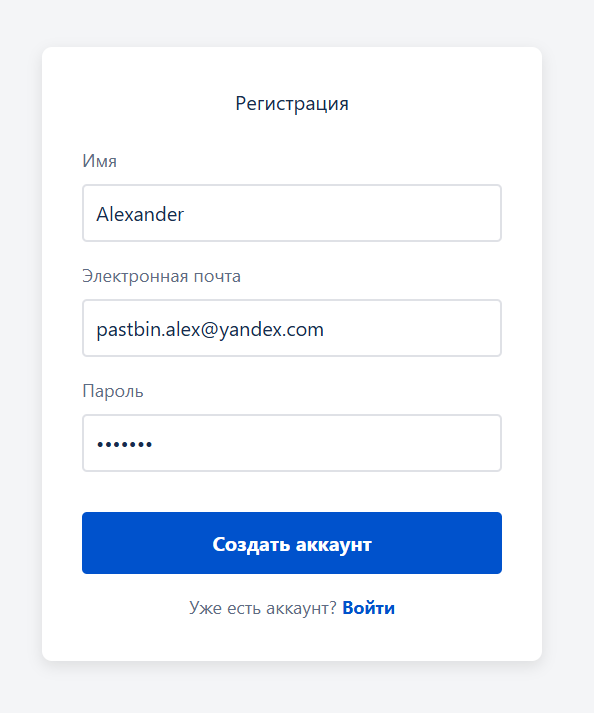 Регистрация
Имя
Alexander
Электронная почта
pastbin.alex@yandex.com
Пароль
•••••••
Создать аккаунт
Уже есть аккаунт? Войти